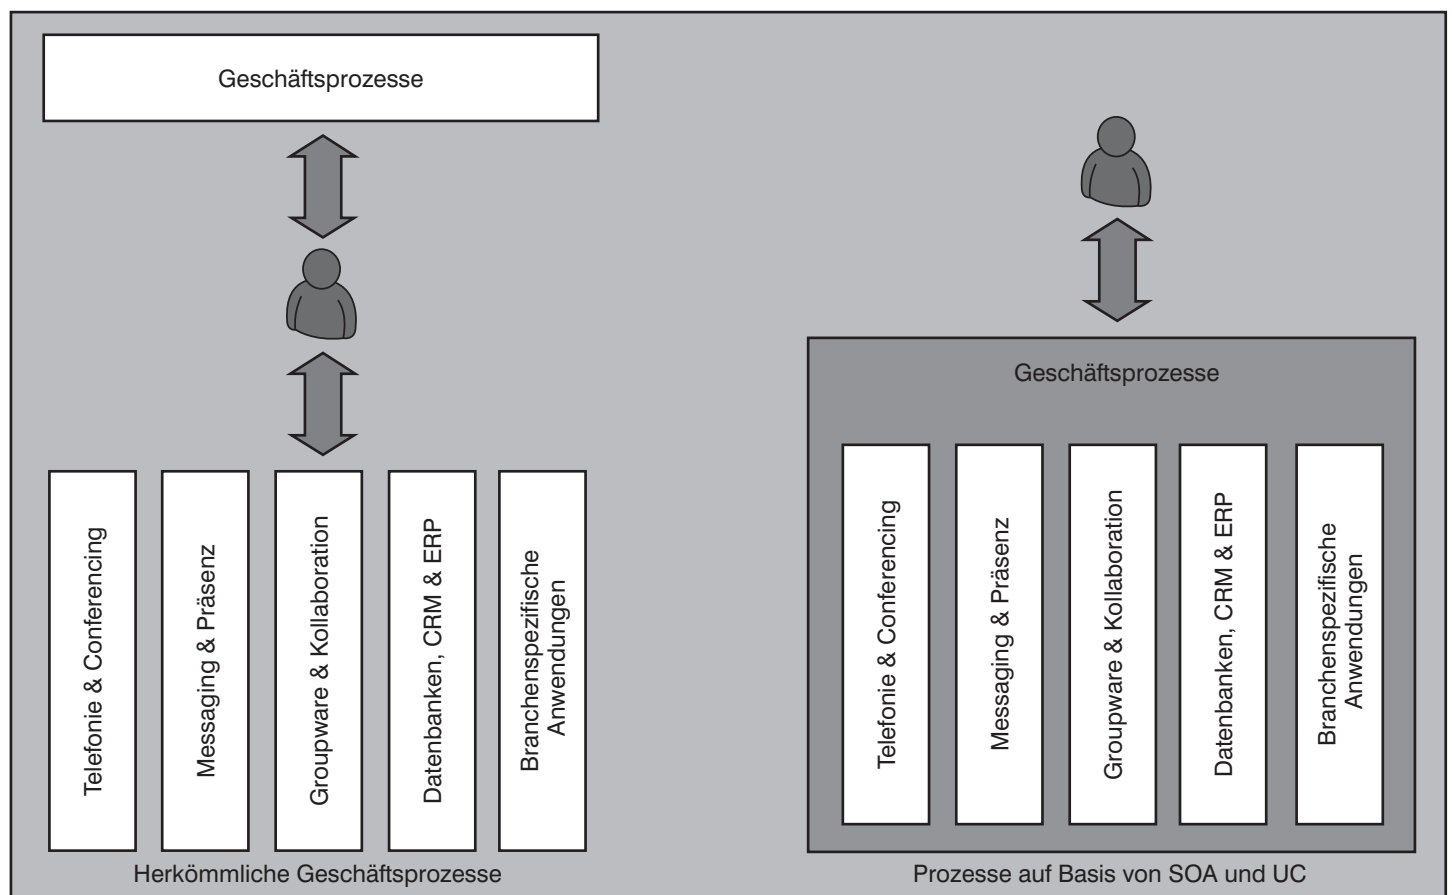 Geschäftsprozesse
Telefonie & Conferencing
Messaging & Präsenz
Groupware & Kollaboration
Datenbanken, CRM & ERP
Branchenspezifische
Anwendungen
Herkömmliche Geschäftsprozesse
Geschäftsprozesse
Telefonie & Conferencing
Messaging & Präsenz
Groupware & Kollaboration
Datenbanken, CRM & ERP
Branchenspezifische
Anwendungen
Prozesse auf Basis von SOA und UC